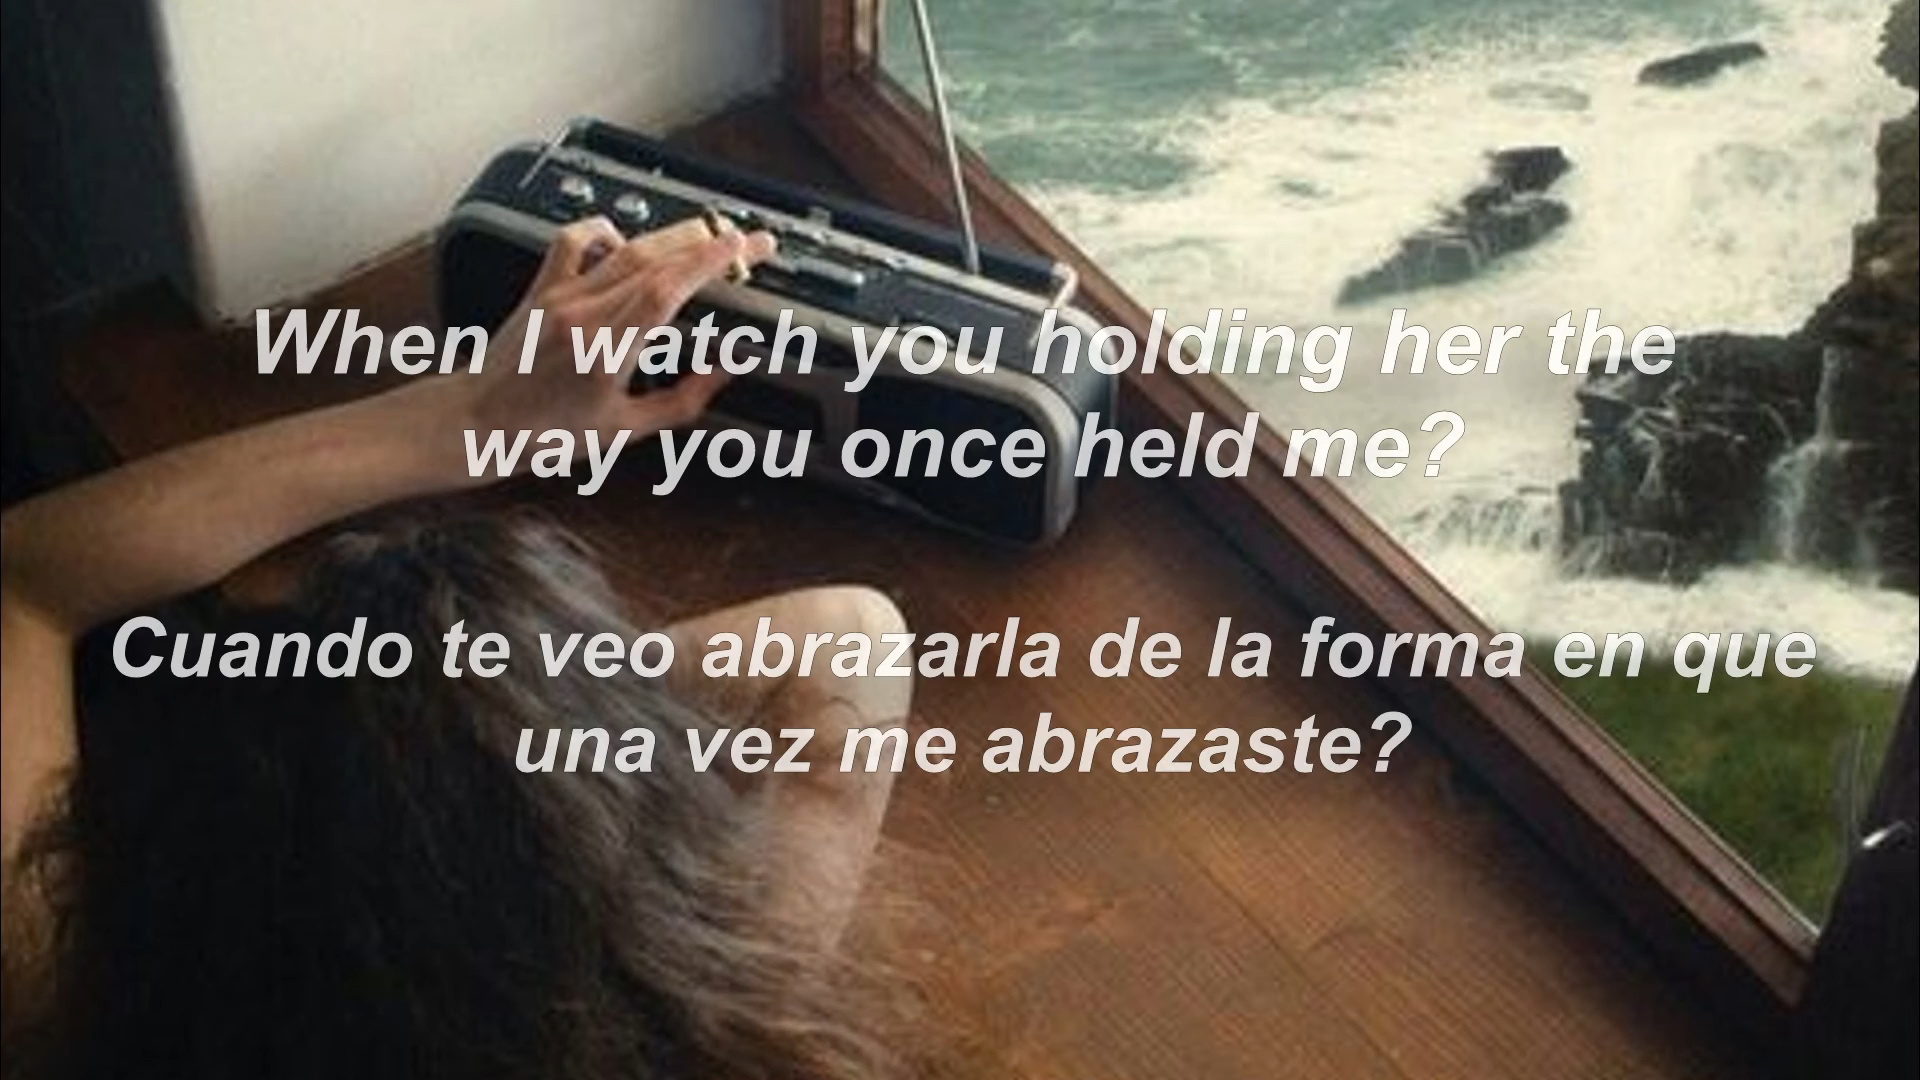 When I watch you holding her the
way you once held me?
Cuando te veo abrazarla de la forma en que
una vez me abrazaste?